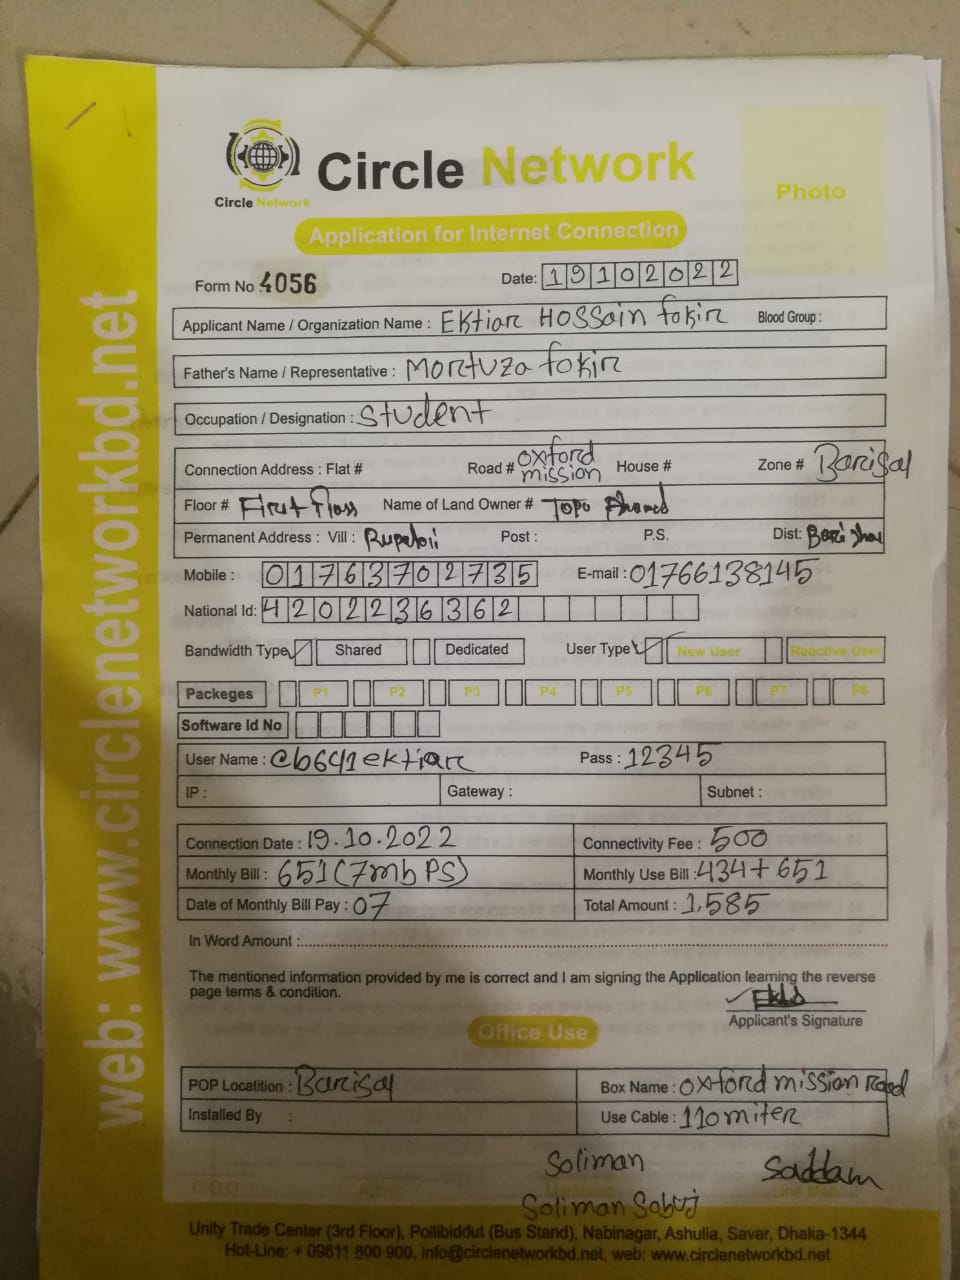 Circle Network
Circle Network
Photo
Application for Internet Connection
Form No : 4056
Date: 19102022
Applicant Name / Organization Name : Ektiar Hossain fokir Blood Group :
Father's Name / Representative : Mortuza fokir
Occupation / Designation : Student
Connection Address : Flat # Road # oxford mission House # Zone # Barisal
Floor # First Floor Name of Land Owner # Topu Ahamed
Permanent Address : Vill : Rupatoli Post : P.S. Dist: Barishal
Mobile : 01763702735 E-mail : 01766138145
National Id: 4202236362
Bandwidth Type Shared Dedicated User Type New User Reactive User
Packeges P1 P2 P3 P4 P5 P6 P7 P8
Software Id No
User Name : cb641ektiar Pass : 12345
IP : Gateway : Subnet :
Connection Date : 19.10.2022 Connectivity Fee : 500
Monthly Bill : 651 (7mbPS) Monthly Use Bill : 434 + 651
Date of Monthly Bill Pay : 07 Total Amount : 1,585
In Word Amount :
The mentioned information provided by me is correct and I am signing the Application learning the reverse
page terms & condition.
Applicant's Signature
Office Use
POP Locatition : Barisal Box Name : oxford mission Road
Installed By : Use Cable : 110 miter
Soliman Saddam
Soliman Sabuj
C.O.O Admin Line Man
Unity Trade Center (3rd Floor), Pollibiddut (Bus Stand), Nabinagar, Ashulia, Savar, Dhaka-1344
Hot-Line: + 09611 800 900, info@circlenetworkbd.net, web: www.circlenetworkbd.net
web: www.circlenetworkbd.net